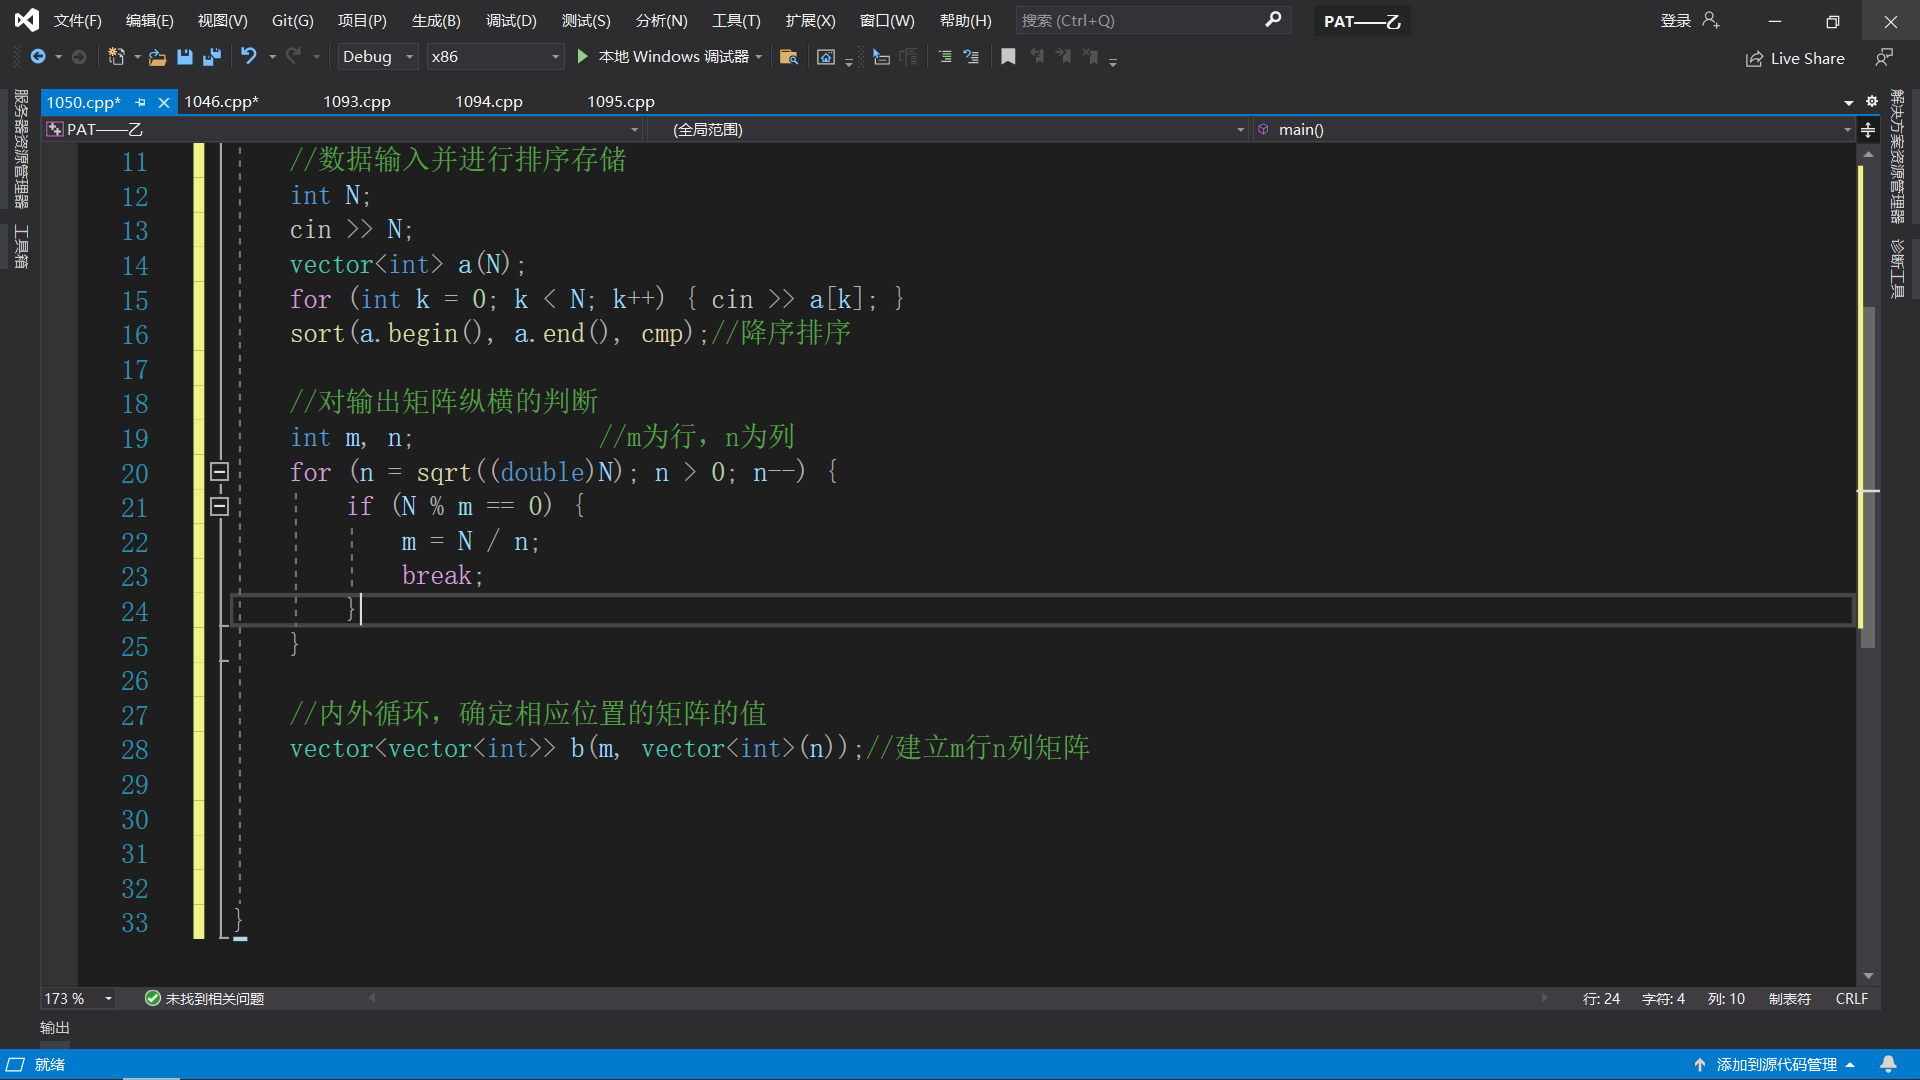 文件(F) 编辑(E) 视图(V) Git(G) 项目(P) 生成(B) 调试(D) 测试(S) 分析(N) 工具(T) 扩展(X) 窗口(W) 帮助(H) 搜索 (Ctrl+Q) PAT——乙 登录
Debug x86 本地 Windows 调试器 Live Share
服务器资源管理器
工具箱
1050.cpp* 1046.cpp* 1093.cpp 1094.cpp 1095.cpp
PAT——乙 (全局范围) main()
11 //数据输入并进行排序存储
12 int N;
13 cin >> N;
14 vector<int> a(N);
15 for (int k = 0; k < N; k++) { cin >> a[k]; }
16 sort(a.begin(), a.end(), cmp);//降序排序
17
18 //对输出矩阵纵横的判断
19 int m, n; //m为行，n为列
20 for (n = sqrt((double)N); n > 0; n--) {
21 if (N % m == 0) {
22 m = N / n;
23 break;
24 }
25 }
26
27 //内外循环，确定相应位置的矩阵的值
28 vector<vector<int>> b(m, vector<int>(n));//建立m行n列矩阵
29
30
31
32
33 }
解决方案资源管理器
诊断工具
173 % 未找到相关问题 行: 24 字符: 4 列: 10 制表符 CRLF
输出
就绪 添加到源代码管理